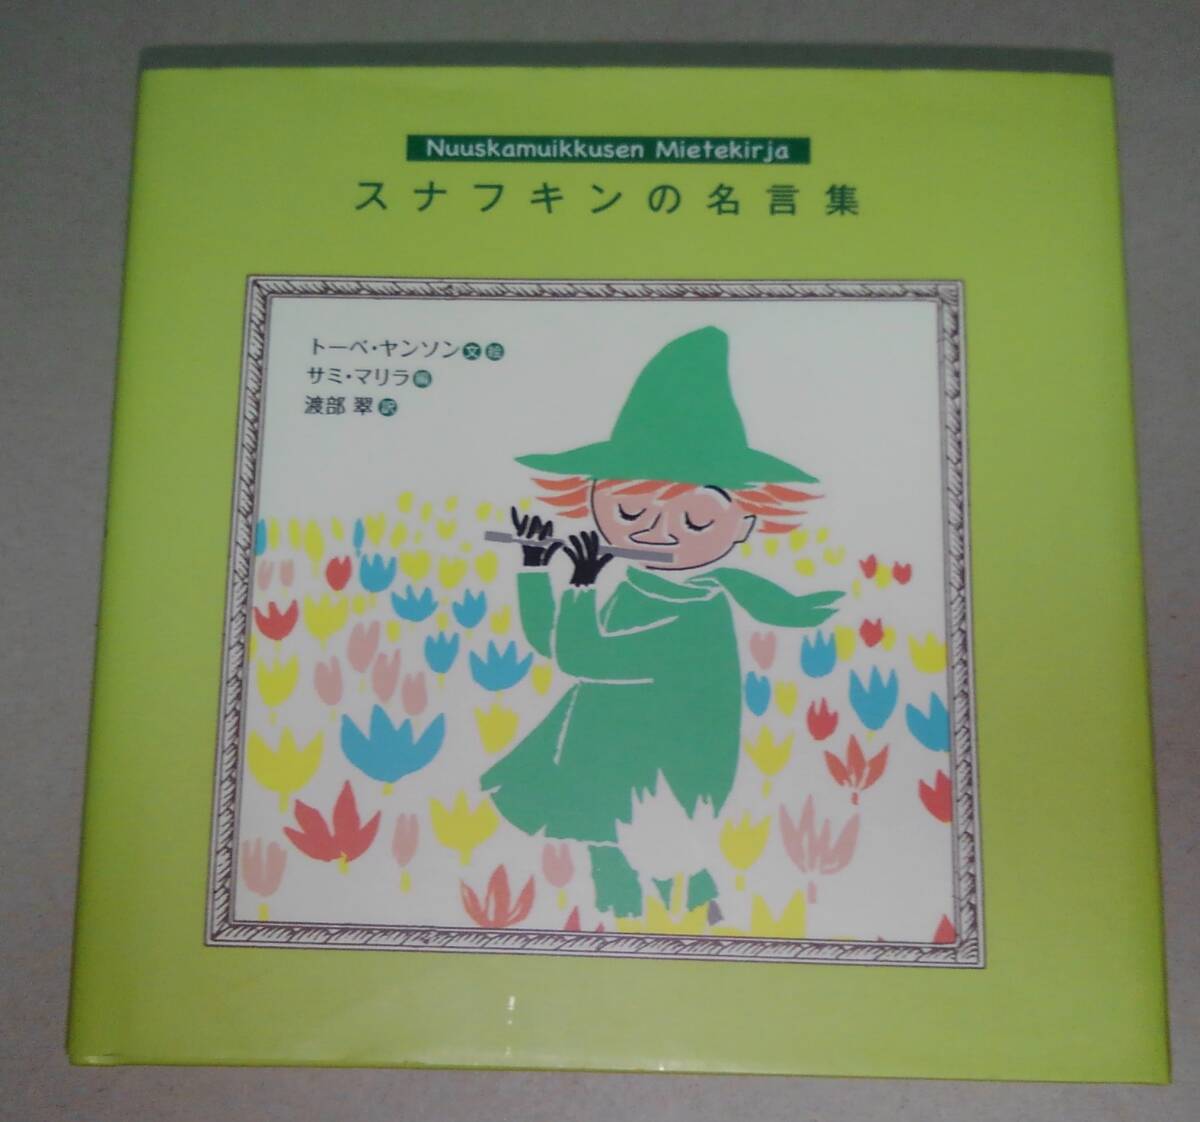 Nuuskamuikkusen Mietekirja
スナフキンの名言集
トーベ・ヤンソン文絵
サミ・マリラ編
渡部 翠訳